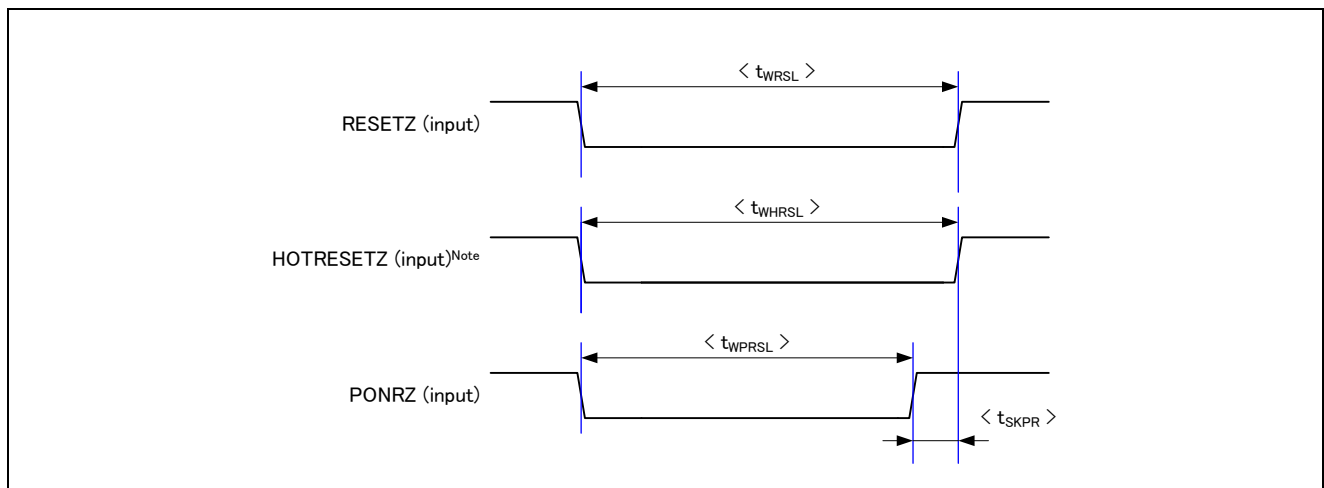 < tWRSL >
RESETZ (input)
< tWHRSL >
HOTRESETZ (input)Note
< tWPRSL >
PONRZ (input)
< tSKPR >